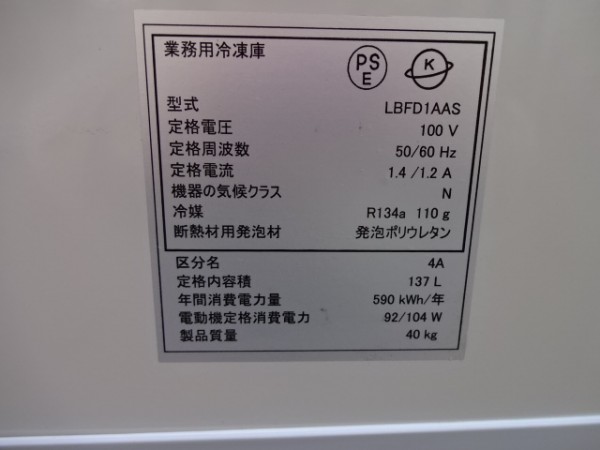 業務用冷凍庫
PS
E
K
型式 LBFD1AAS
定格電圧 100 V
定格周波数 50/60 Hz
定格電流 1.4 /1.2 A
機器の気候クラス N
冷媒 R134a 110 g
断熱材用発泡材 発泡ポリウレタン
区分名 4A
定格内容積 137 L
年間消費電力量 590 kWh/年
電動機定格消費電力 92/104 W
製品質量 40 kg